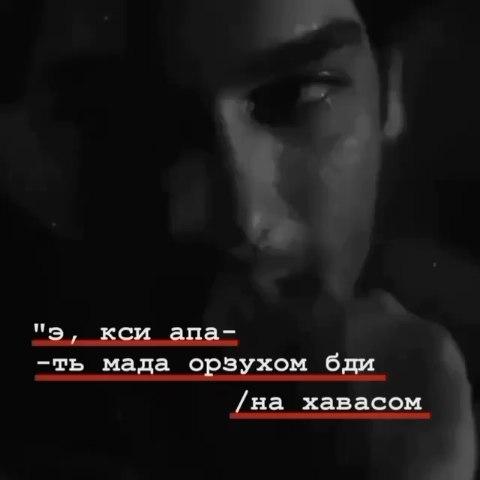 "э, кси апа-
-ть мада орзухом бди
/на хавасом